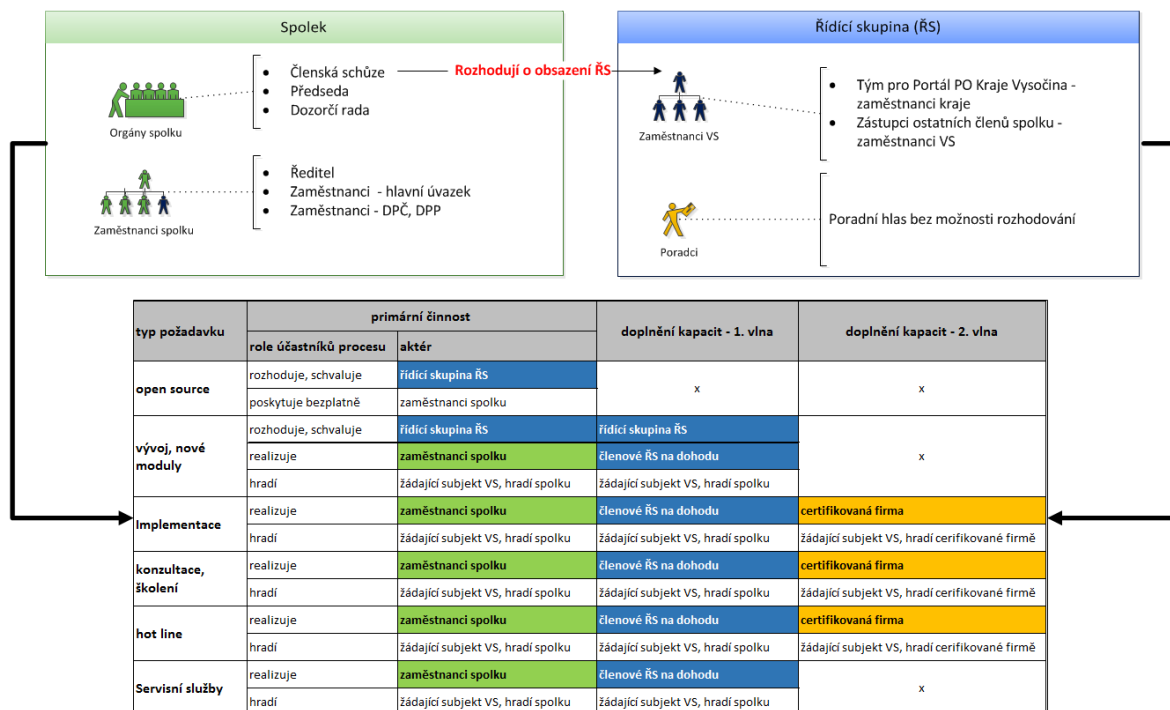 Spolek
Členská schůze
Předseda
Dozorčí rada
Orgány spolku
Ředitel
Zaměstnanci - hlavní úvazek
Zaměstnanci - DPČ, DPP
Zaměstnanci spolku
Rozhodují o obsazení ŘS
Řídící skupina (ŘS)
Tým pro Portál PO Kraje Vysočina -
zaměstnanci kraje
Zástupci ostatních členů spolku -
zaměstnanci VS
Zaměstnanci VS
Poradní hlas bez možnosti rozhodování
Poradci
typ požadavku
primární činnost
doplnění kapacit - 1. vlna
doplnění kapacit - 2. vlna
role účastníků procesu
aktér
open source
rozhoduje, schvaluje
řídící skupina ŘS
x
x
poskytuje bezplatně
zaměstnanci spolku
vývoj, nové
moduly
rozhoduje, schvaluje
řídící skupina ŘS
řídící skupina ŘS
x
realizuje
zaměstnanci spolku
členové ŘS na dohodu
hradí
žádající subjekt VS, hradí spolku
žádající subjekt VS, hradí spolku
Implementace
realizuje
zaměstnanci spolku
členové ŘS na dohodu
certifikovaná firma
hradí
žádající subjekt VS, hradí spolku
žádající subjekt VS, hradí spolku
žádající subjekt VS, hradí cerifikované firmě
konzultace,
školení
realizuje
zaměstnanci spolku
členové ŘS na dohodu
certifikovaná firma
hradí
žádající subjekt VS, hradí spolku
žádající subjekt VS, hradí spolku
žádající subjekt VS, hradí cerifikované firmě
hot line
realizuje
zaměstnanci spolku
členové ŘS na dohodu
certifikovaná firma
hradí
žádající subjekt VS, hradí spolku
žádající subjekt VS, hradí spolku
žádající subjekt VS, hradí cerifikované firmě
Servisní služby
realizuje
zaměstnanci spolku
členové ŘS na dohodu
x
hradí
žádající subjekt VS, hradí spolku
žádající subjekt VS, hradí spolku